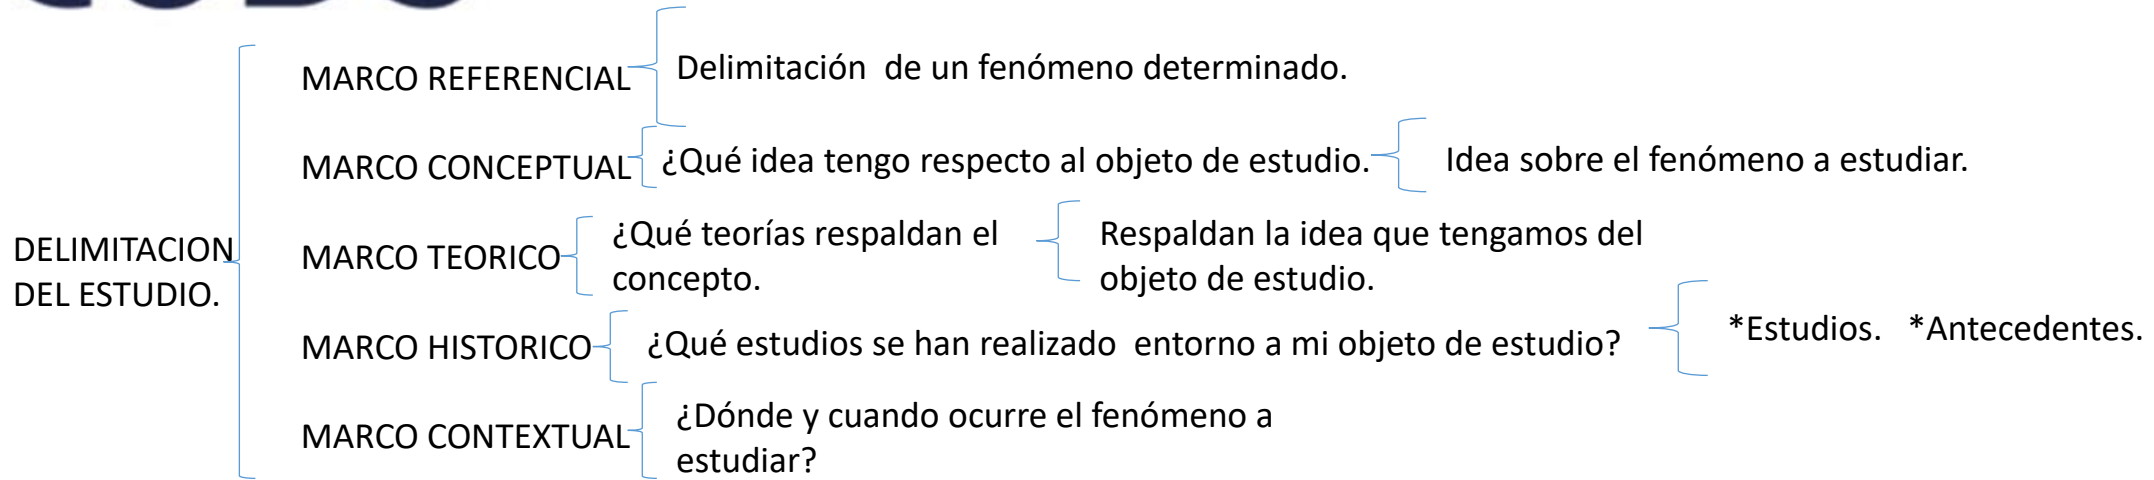 MARCO REFERENCIAL
Delimitación de un fenómeno determinado.
MARCO CONCEPTUAL
¿Qué idea tengo respecto al objeto de estudio.
Idea sobre el fenómeno a estudiar.
DELIMITACION
DEL ESTUDIO.
MARCO TEORICO
¿Qué teorías respaldan el
concepto.
Respaldan la idea que tengamos del
objeto de estudio.
MARCO HISTORICO
¿Qué estudios se han realizado entorno a mi objeto de estudio?
*Estudios. *Antecedentes.
MARCO CONTEXTUAL
¿Dónde y cuando ocurre el fenómeno a
estudiar?